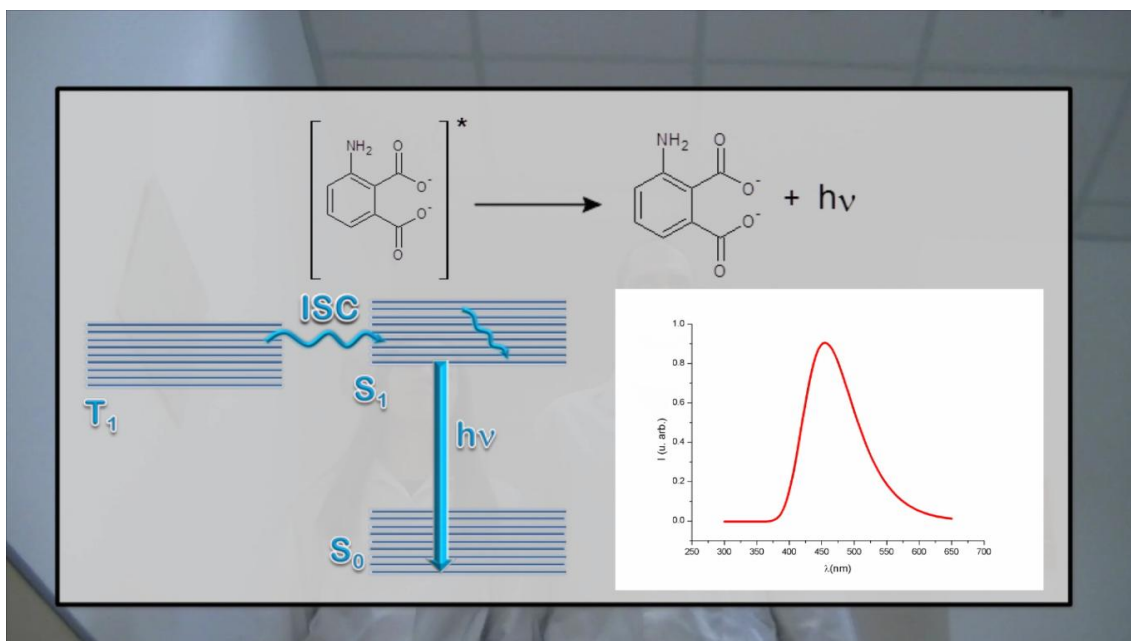 *
NH2
O
O-
O-
O
NH2
O
O-
O-
O
+ hν
ISC
T1
S1
hν
S0
I (u. arb.)
1.0
0.8
0.6
0.4
0.2
0.0
250 300 350 400 450 500 550 600 650 700
λ(nm)